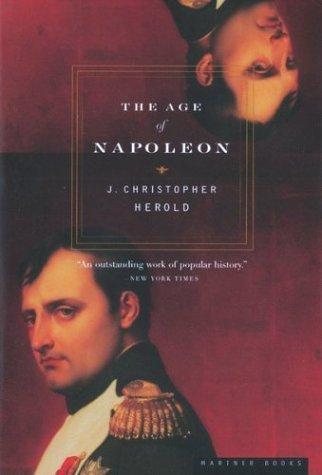 THE AGE
of
NAPOLEON
J. CHRISTOPHER
HEROLD
"An outstanding work of popular history."
—NEW YORK TIMES
MARINER BOOKS